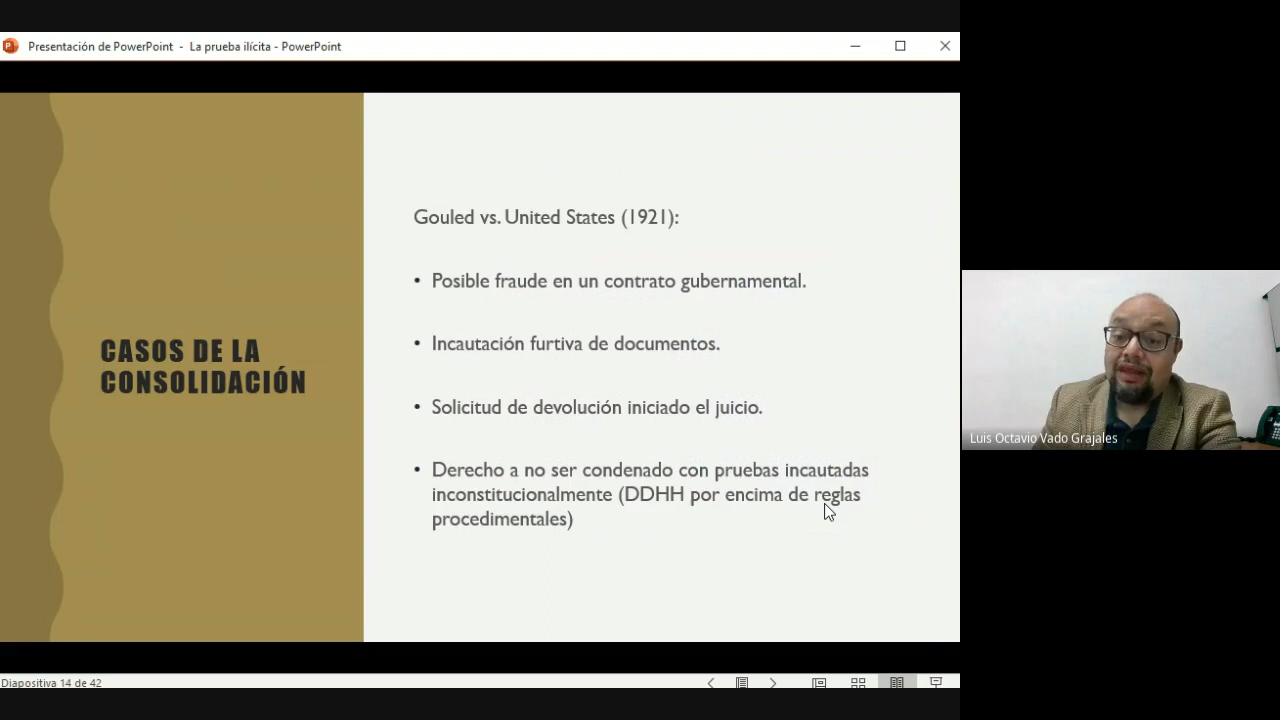 Presentación de PowerPoint - La prueba ilícita - PowerPoint
CASOS DE LA
CONSOLIDACIÓN
Gouled vs. United States (1921):
• Posible fraude en un contrato gubernamental.
• Incautación furtiva de documentos.
• Solicitud de devolución iniciado el juicio.
• Derecho a no ser condenado con pruebas incautadas
inconstitucionalmente (DDHH por encima de reglas
procedimentales)
Luis Octavio Vado Grajales
Diapositiva 14 de 42